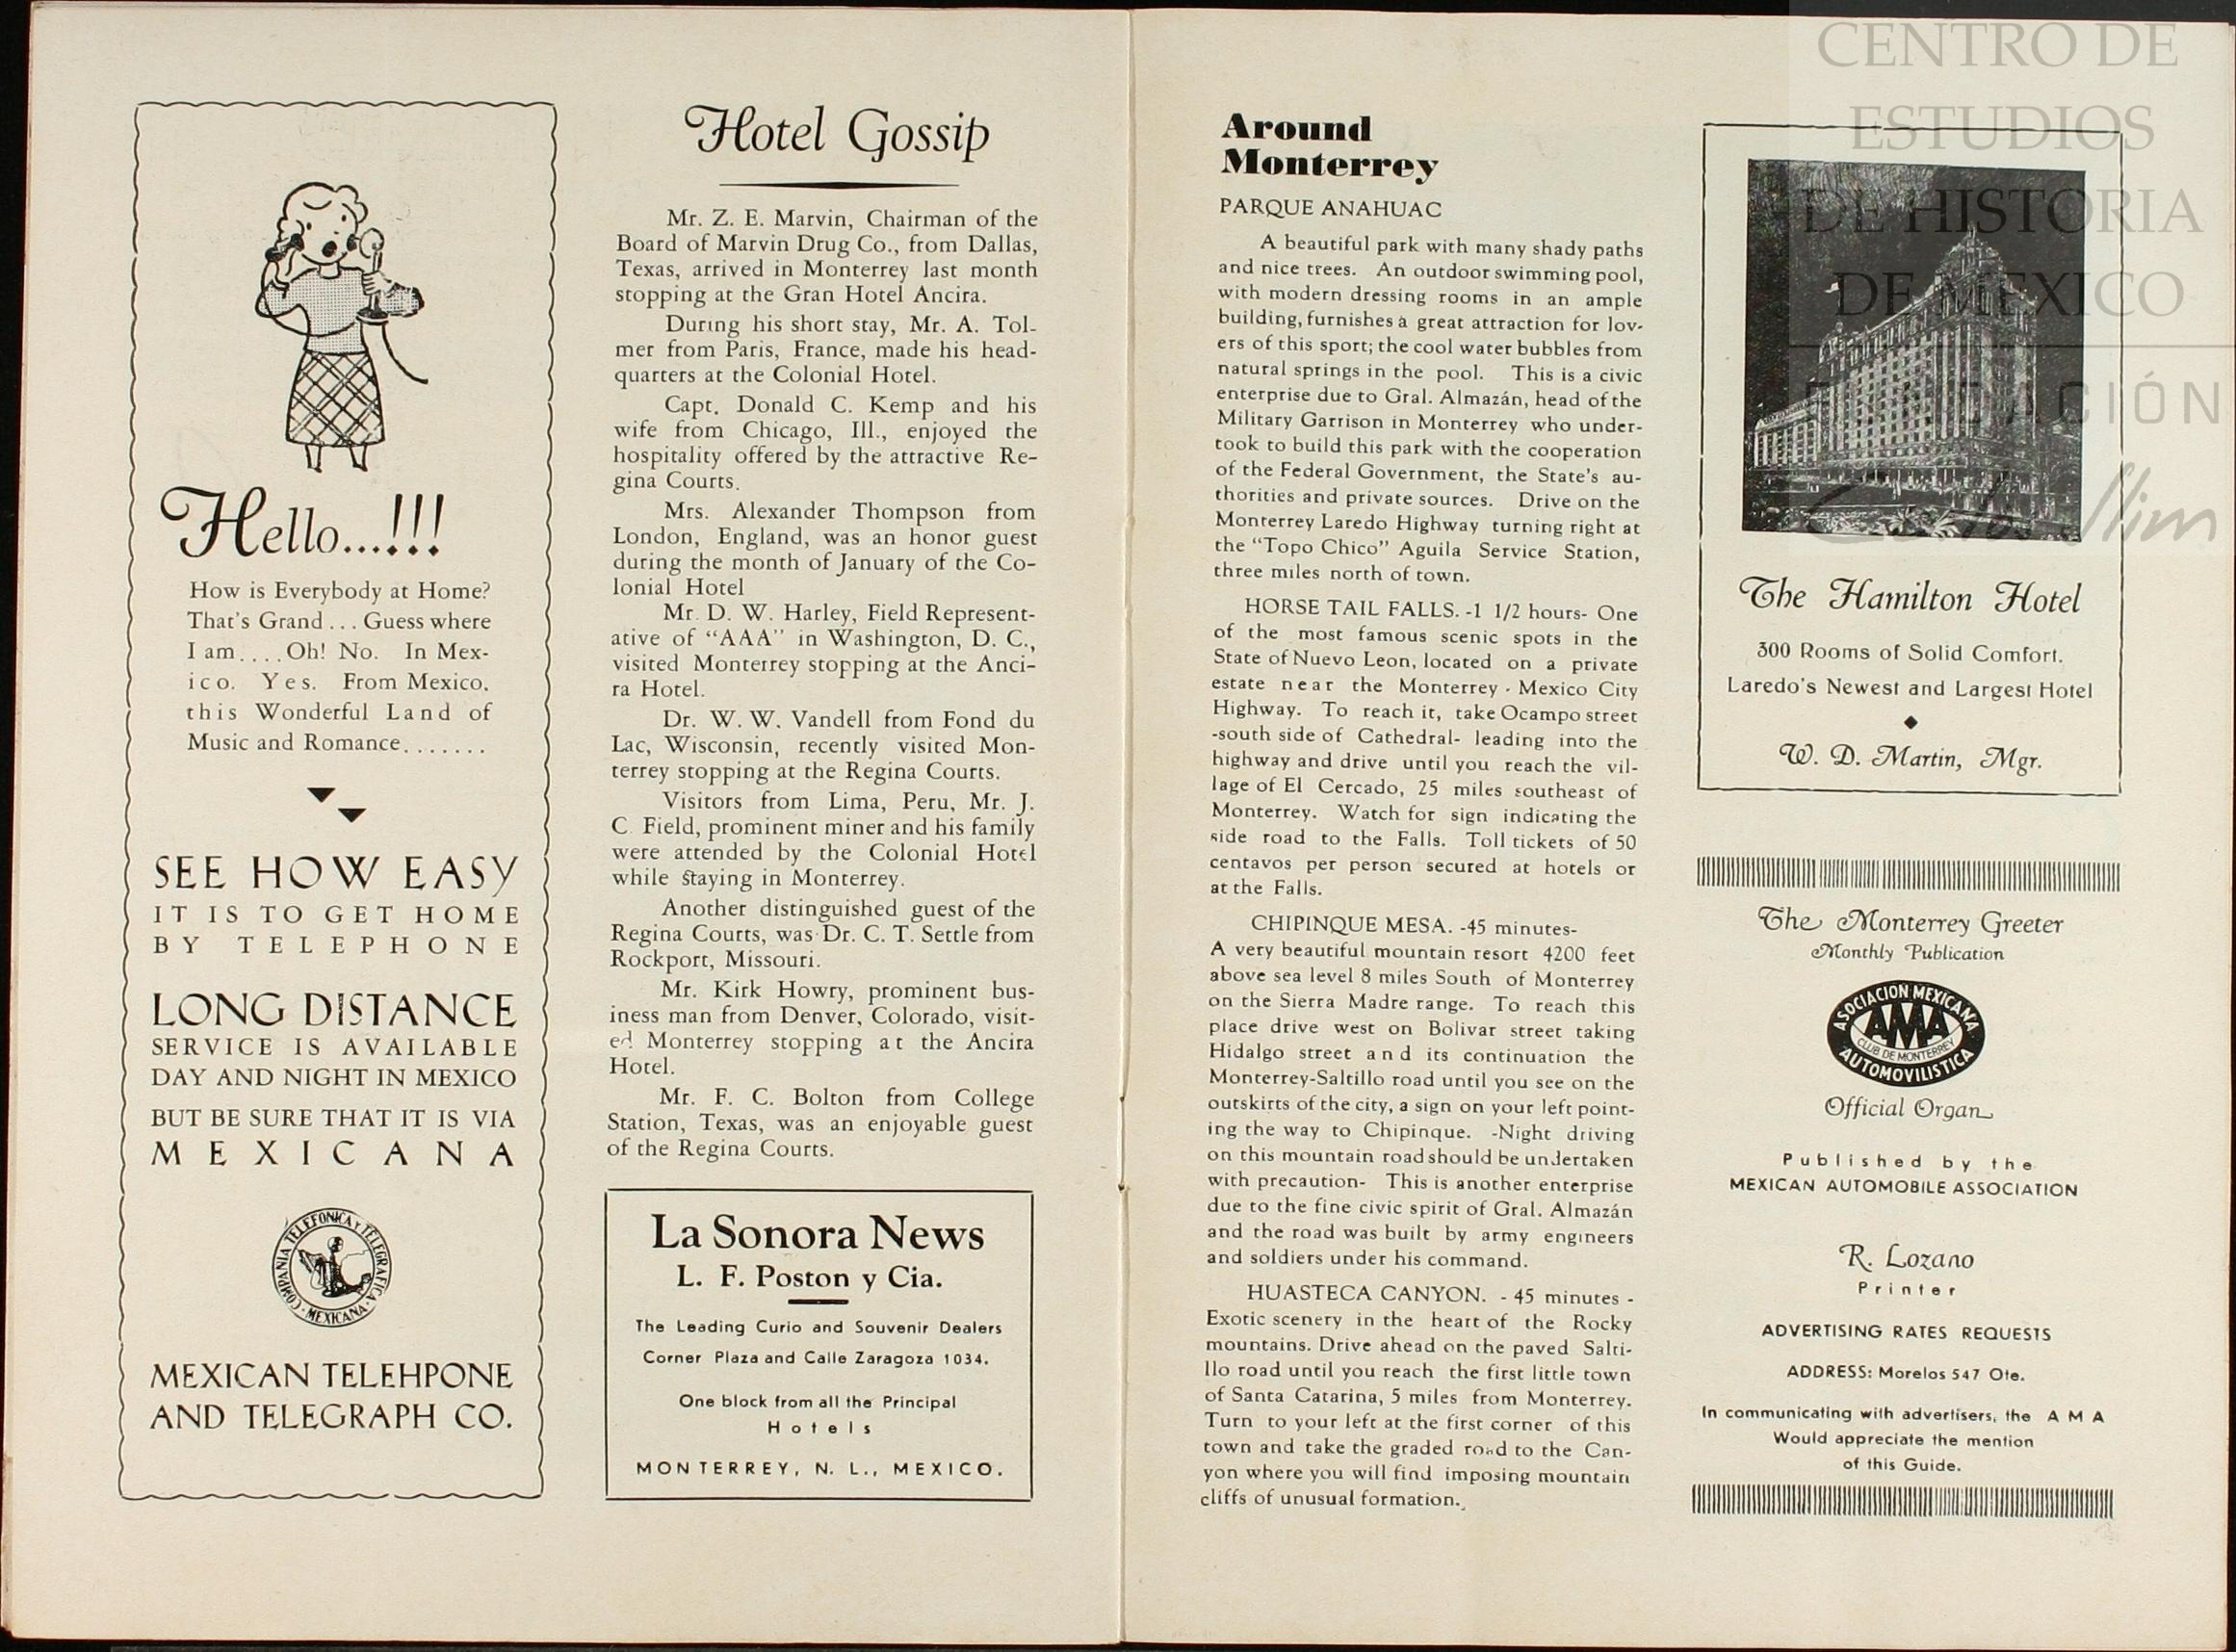 Hello...!!!
How is Everybody at Home?
That's Grand... Guess where
I am.... Oh! No. In Mex-
ico. Yes. From Mexico,
this Wonderful Land of
Music and Romance.......
SEE HOW EASY
IT IS TO GET HOME
BY TELEPHONE
LONG DISTANCE
SERVICE IS AVAILABLE
DAY AND NIGHT IN MEXICO
BUT BE SURE THAT IT IS VIA
MEXICANA
COMPAÑIA TELEFONICA Y TELEGRAFICA · MEXICANA ·
MEXICAN TELEHPONE
AND TELEGRAPH CO.
Hotel Gossip
Mr. Z. E. Marvin, Chairman of the
Board of Marvin Drug Co., from Dallas,
Texas, arrived in Monterrey last month
stopping at the Gran Hotel Ancira.
During his short stay, Mr. A. Tol-
mer from Paris, France, made his head-
quarters at the Colonial Hotel.
Capt. Donald C. Kemp and his
wife from Chicago, Ill., enjoyed the
hospitality offered by the attractive Re-
gina Courts.
Mrs. Alexander Thompson from
London, England, was an honor guest
during the month of January of the Co-
lonial Hotel
Mr. D. W. Harley, Field Represent-
ative of "AAA" in Washington, D. C.,
visited Monterrey stopping at the Anci-
ra Hotel.
Dr. W. W. Vandell from Fond du
Lac, Wisconsin, recently visited Mon-
terrey stopping at the Regina Courts.
Visitors from Lima, Peru, Mr. J.
C. Field, prominent miner and his family
were attended by the Colonial Hotel
while staying in Monterrey.
Another distinguished guest of the
Regina Courts, was Dr. C. T. Settle from
Rockport, Missouri.
Mr. Kirk Howry, prominent bus-
iness man from Denver, Colorado, visit-
ed Monterrey stopping at the Ancira
Hotel.
Mr. F. C. Bolton from College
Station, Texas, was an enjoyable guest
of the Regina Courts.
La Sonora News
L. F. Poston y Cia.
The Leading Curio and Souvenir Dealers
Corner Plaza and Calle Zaragoza 1034.
One block from all the Principal
Hotels
MONTERREY, N. L., MEXICO.
Around
Monterrey
PARQUE ANAHUAC
A beautiful park with many shady paths
and nice trees. An outdoor swimming pool,
with modern dressing rooms in an ample
building, furnishes a great attraction for lov-
ers of this sport; the cool water bubbles from
natural springs in the pool. This is a civic
enterprise due to Gral. Almazán, head of the
Military Garrison in Monterrey who under-
took to build this park with the cooperation
of the Federal Government, the State's au-
thorities and private sources. Drive on the
Monterrey Laredo Highway turning right at
the "Topo Chico" Aguila Service Station,
three miles north of town.
HORSE TAIL FALLS. -1 1/2 hours- One
of the most famous scenic spots in the
State of Nuevo Leon, located on a private
estate near the Monterrey - Mexico City
Highway. To reach it, take Ocampo street
-south side of Cathedral- leading into the
highway and drive until you reach the vil-
lage of El Cercado, 25 miles southeast of
Monterrey. Watch for sign indicating the
side road to the Falls. Toll tickets of 50
centavos per person secured at hotels or
at the Falls.
CHIPINQUE MESA. -45 minutes-
A very beautiful mountain resort 4200 feet
above sea level 8 miles South of Monterrey
on the Sierra Madre range. To reach this
place drive west on Bolivar street taking
Hidalgo street and its continuation the
Monterrey-Saltillo road until you see on the
outskirts of the city, a sign on your left point-
ing the way to Chipinque. -Night driving
on this mountain road should be undertaken
with precaution- This is another enterprise
due to the fine civic spirit of Gral. Almazán
and the road was built by army engineers
and soldiers under his command.
HUASTECA CANYON. - 45 minutes -
Exotic scenery in the heart of the Rocky
mountains. Drive ahead on the paved Salti-
llo road until you reach the first little town
of Santa Catarina, 5 miles from Monterrey.
Turn to your left at the first corner of this
town and take the graded road to the Can-
yon where you will find imposing mountain
cliffs of unusual formation.
The Hamilton Hotel
300 Rooms of Solid Comfort.
Laredo's Newest and Largest Hotel
W. D. Martin, Mgr.
The Monterrey Greeter
Monthly Publication
ASOCIACION MEXICANA
AMA
CLUB DE MONTERREY
AUTOMOVILISTICA
Official Organ
Published by the
MEXICAN AUTOMOBILE ASSOCIATION
R. Lozano
Printer
ADVERTISING RATES REQUESTS
ADDRESS: Morelos 547 Ote.
In communicating with advertisers, the AMA
Would appreciate the mention
of this Guide.
CENTRO DE
ESTUDIOS
DE HISTORIA
DE MEXICO
FUNDACIÓN
Carlos Slim